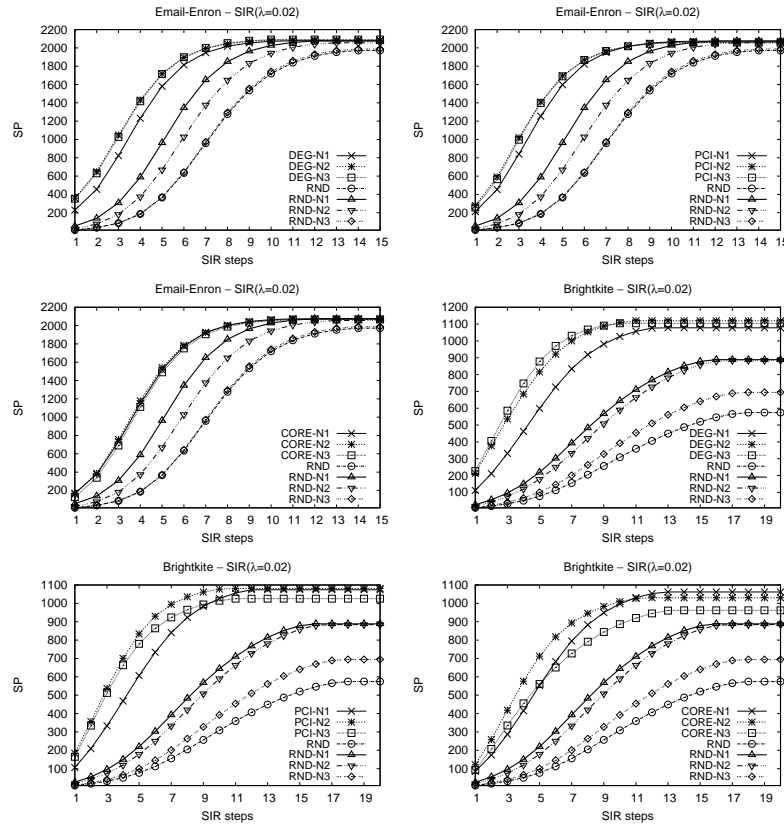 Email-Enron – SIR(λ=0.02)
SP
2200
2000
1800
1600
1400
1200
1000
800
600
400
200
DEG-N1
DEG-N2
DEG-N3
RND
RND-N1
RND-N2
RND-N3
1 2 3 4 5 6 7 8 9 10 11 12 13 14 15
SIR steps
Email-Enron – SIR(λ=0.02)
SP
2200
2000
1800
1600
1400
1200
1000
800
600
400
200
PCI-N1
PCI-N2
PCI-N3
RND
RND-N1
RND-N2
RND-N3
1 2 3 4 5 6 7 8 9 10 11 12 13 14 15
SIR steps
Email-Enron – SIR(λ=0.02)
SP
2200
2000
1800
1600
1400
1200
1000
800
600
400
200
CORE-N1
CORE-N2
CORE-N3
RND
RND-N1
RND-N2
RND-N3
1 2 3 4 5 6 7 8 9 10 11 12 13 14 15
SIR steps
Brightkite – SIR(λ=0.02)
SP
1200
1100
1000
900
800
700
600
500
400
300
200
100
DEG-N1
DEG-N2
DEG-N3
RND
RND-N1
RND-N2
RND-N3
1 3 5 7 9 11 13 15 17 19
SIR steps
Brightkite – SIR(λ=0.02)
SP
1100
1000
900
800
700
600
500
400
300
200
100
PCI-N1
PCI-N2
PCI-N3
RND
RND-N1
RND-N2
RND-N3
1 3 5 7 9 11 13 15 17 19
SIR steps
Brightkite – SIR(λ=0.02)
SP
1100
1000
900
800
700
600
500
400
300
200
100
CORE-N1
CORE-N2
CORE-N3
RND
RND-N1
RND-N2
RND-N3
1 3 5 7 9 11 13 15 17 19
SIR steps